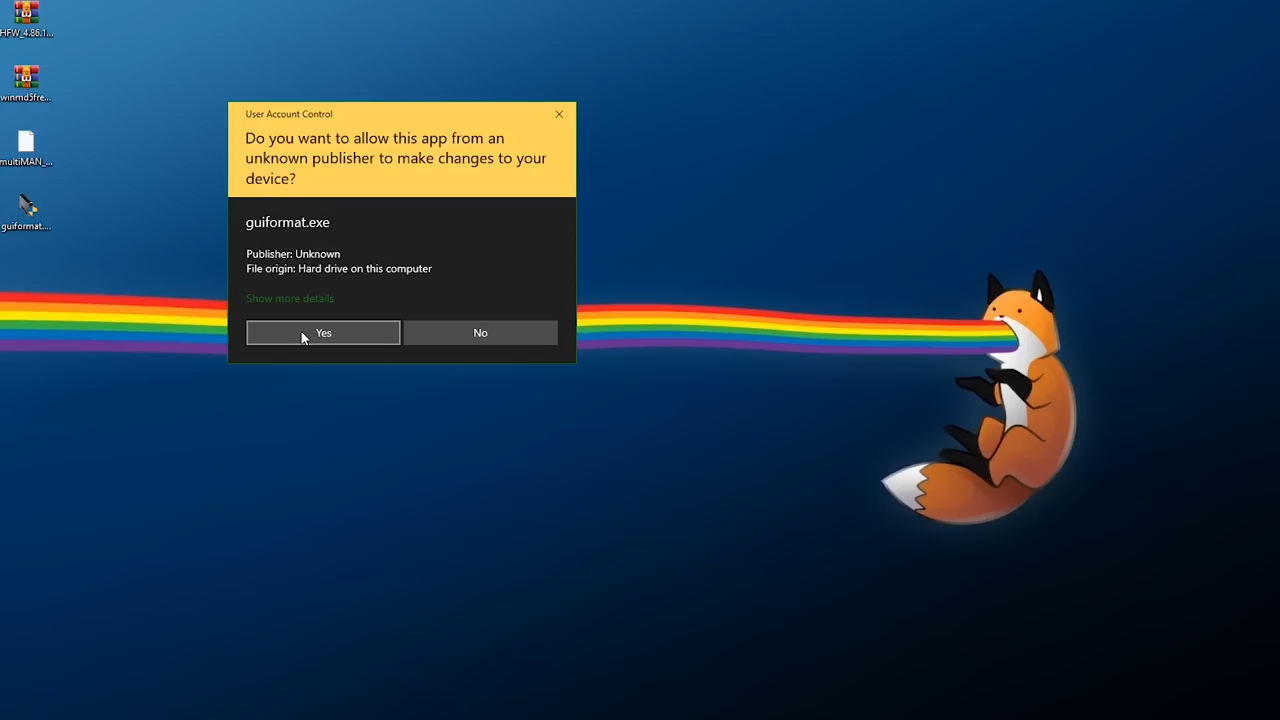 HFW_4.86.1...
winmd5fre...
multiMAN_...
guiformat....
User Account Control
Do you want to allow this app from an
unknown publisher to make changes to your
device?
guiformat.exe
Publisher: Unknown
File origin: Hard drive on this computer
Show more details
Yes
No